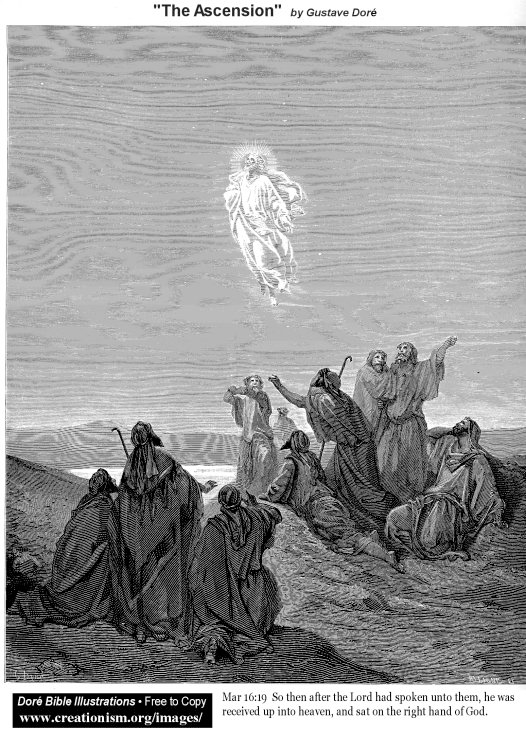 "The Ascension" by Gustave Doré
Doré Bible Illustrations • Free to Copy
www.creationism.org/images/
Mar 16:19 So then after the Lord had spoken unto them, he was
received up into heaven, and sat on the right hand of God.